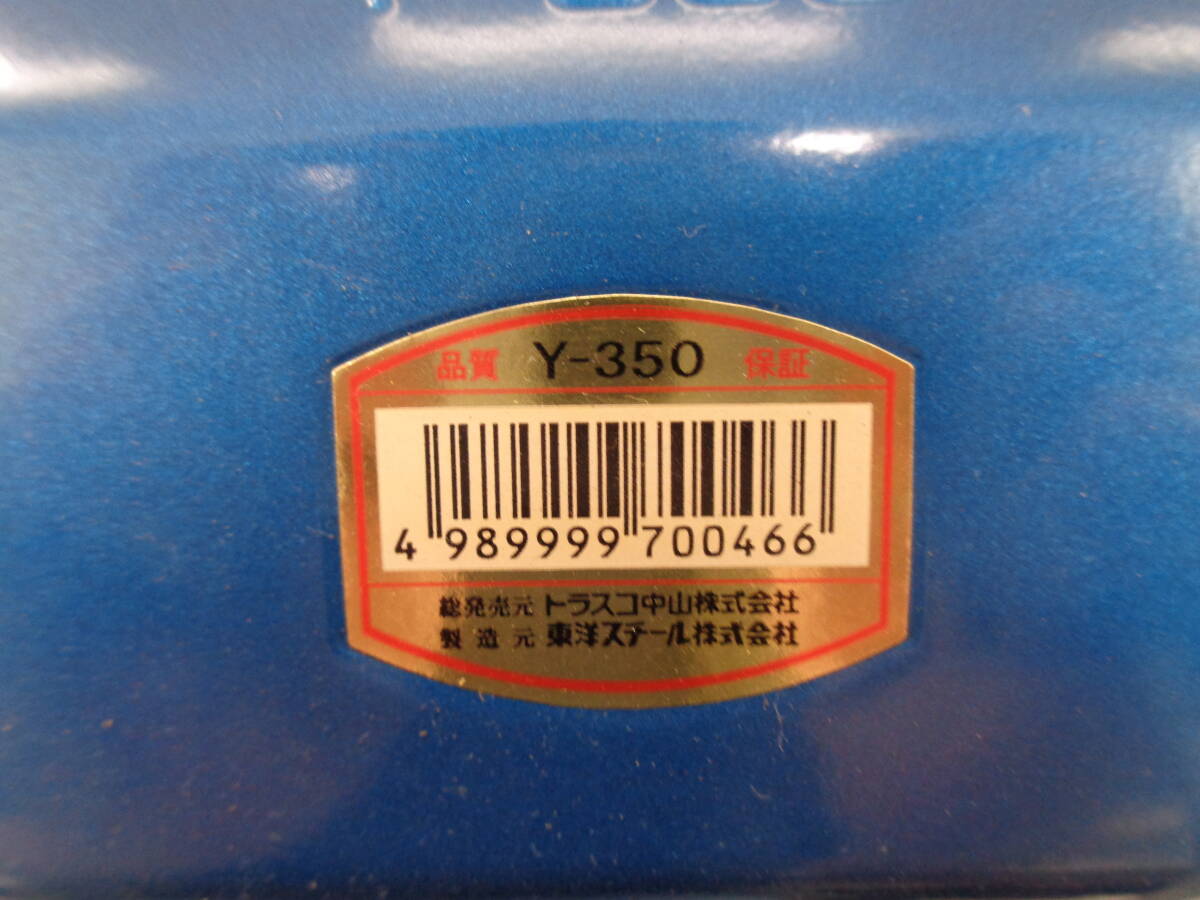 品質 Y-350 保証
4 989999 700466
総発売元 トラスコ中山株式会社
製造元 東洋スチール株式会社